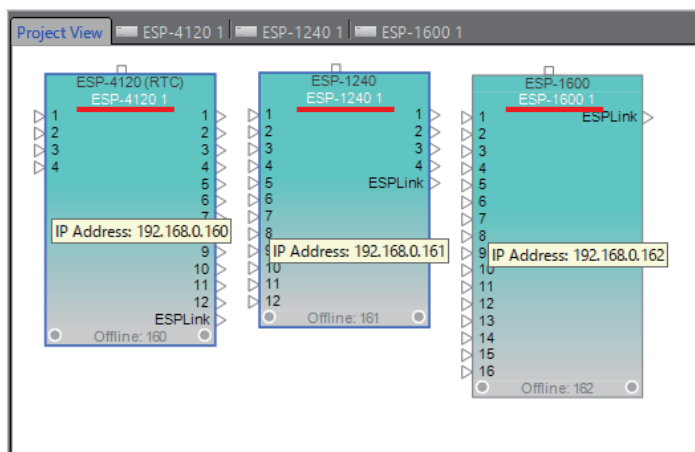 Project View
ESP-4120 1
ESP-1240 1
ESP-1600 1
ESP-4120 (RTC)
ESP-4120 1
1
2
3
4
1
2
3
4
5
6
7
IP Address: 192.168.0.160
9
10
11
12
ESPLink
Offline: 160
ESP-1240
ESP-1240 1
1
2
3
4
5
6
7
8
9
10
11
12
1
2
3
4
ESPLink
IP Address: 192.168.0.161
Offline: 161
ESP-1600
ESP-1600 1
1
2
3
4
5
6
7
8
9
10
11
12
13
14
15
16
ESPLink
IP Address: 192.168.0.162
Offline: 162